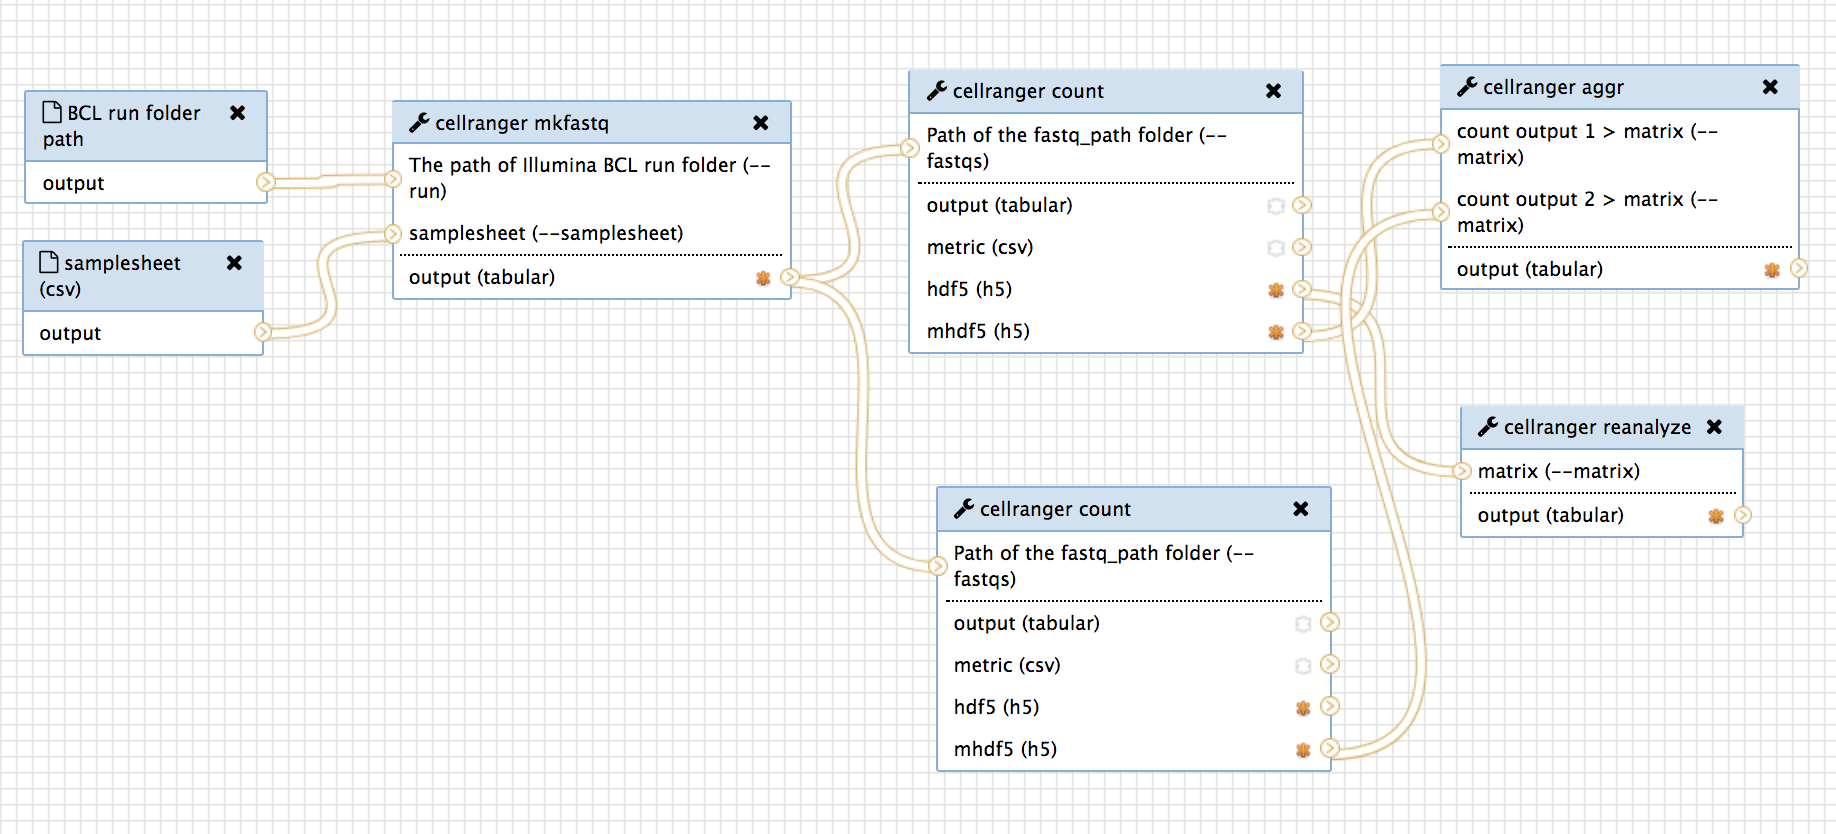 BCL run folder
path
output
samplesheet
(csv)
output
cellranger mkfastq
The path of Illumina BCL run folder (--
run)
samplesheet (--samplesheet)
output (tabular)
cellranger count
Path of the fastq_path folder (--
fastqs)
output (tabular)
metric (csv)
hdf5 (h5)
mhdf5 (h5)
cellranger count
Path of the fastq_path folder (--
fastqs)
output (tabular)
metric (csv)
hdf5 (h5)
mhdf5 (h5)
cellranger aggr
count output 1 > matrix (--
matrix)
count output 2 > matrix (--
matrix)
output (tabular)
cellranger reanalyze
matrix (--matrix)
output (tabular)